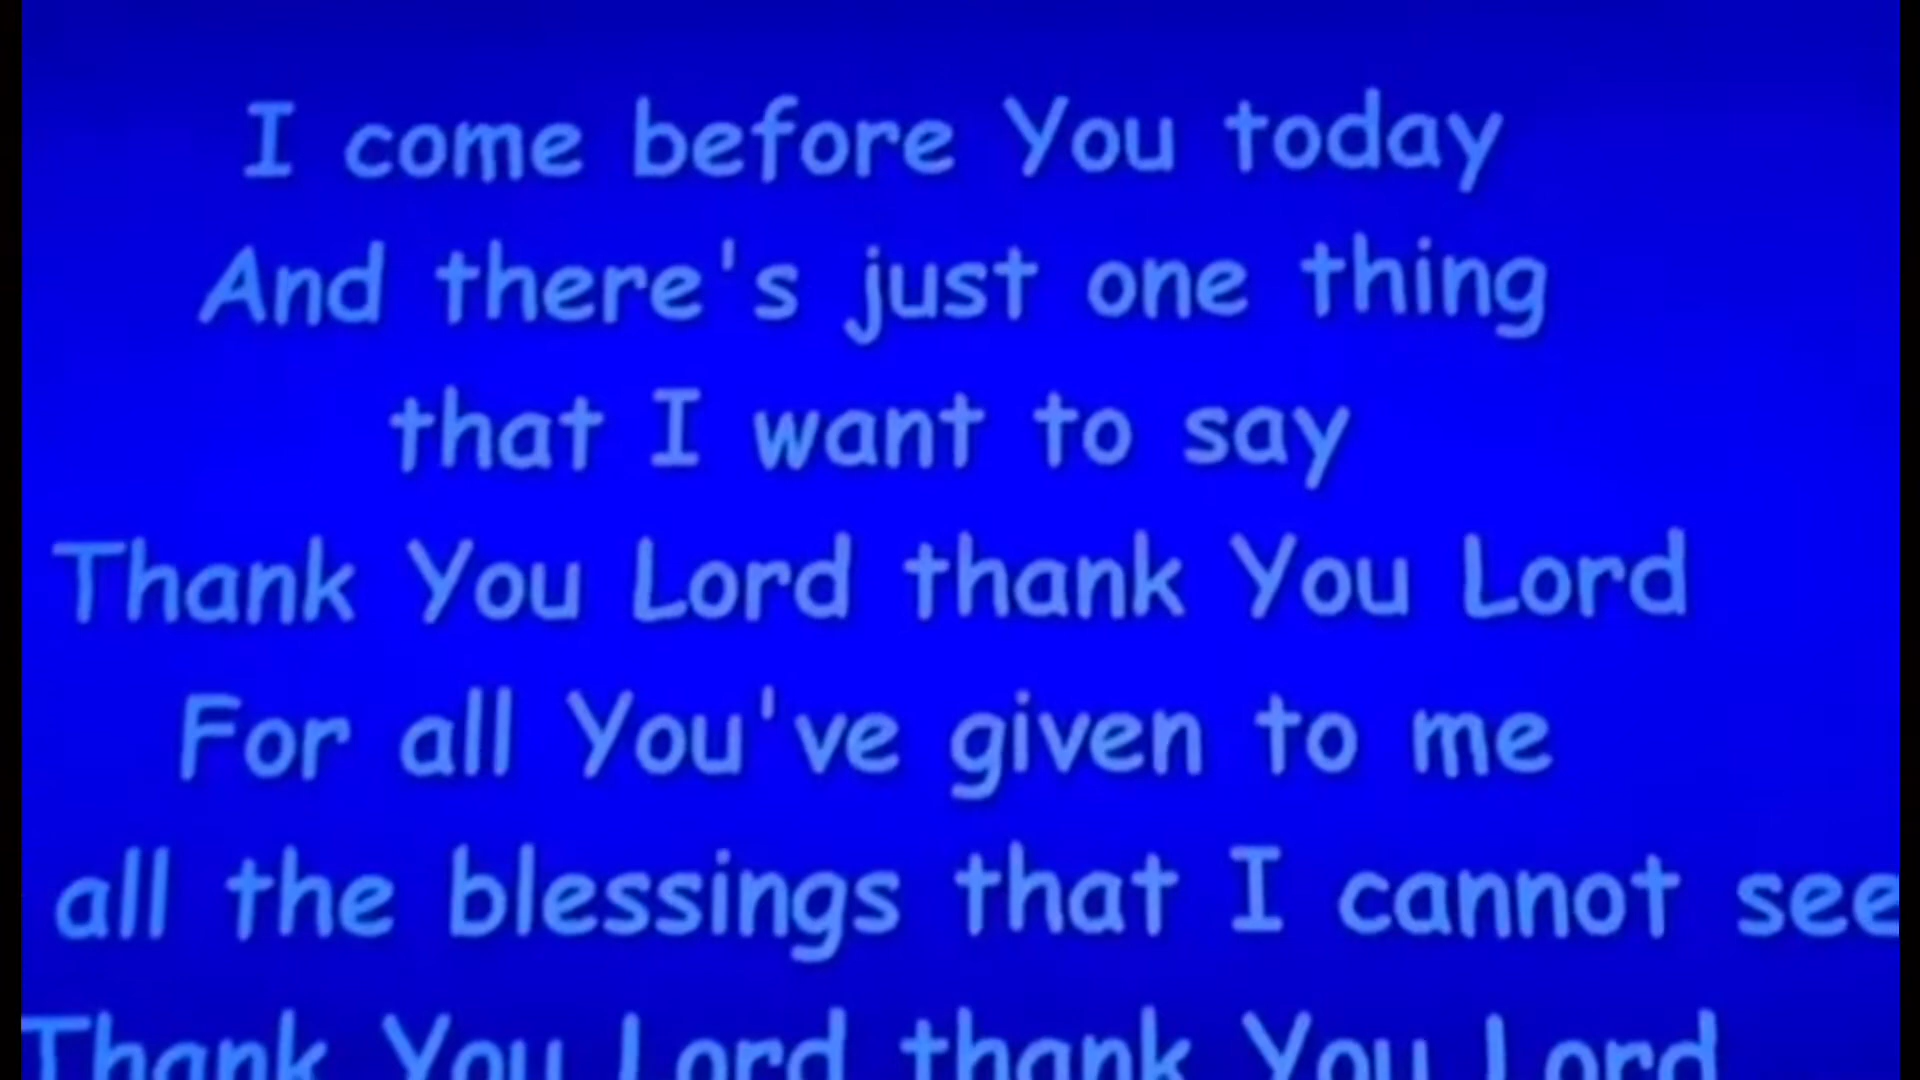 I come before You today
And there's just one thing
that I want to say
Thank You Lord thank You Lord
For all You've given to me
all the blessings that I cannot see
Thank You Lord thank You Lord